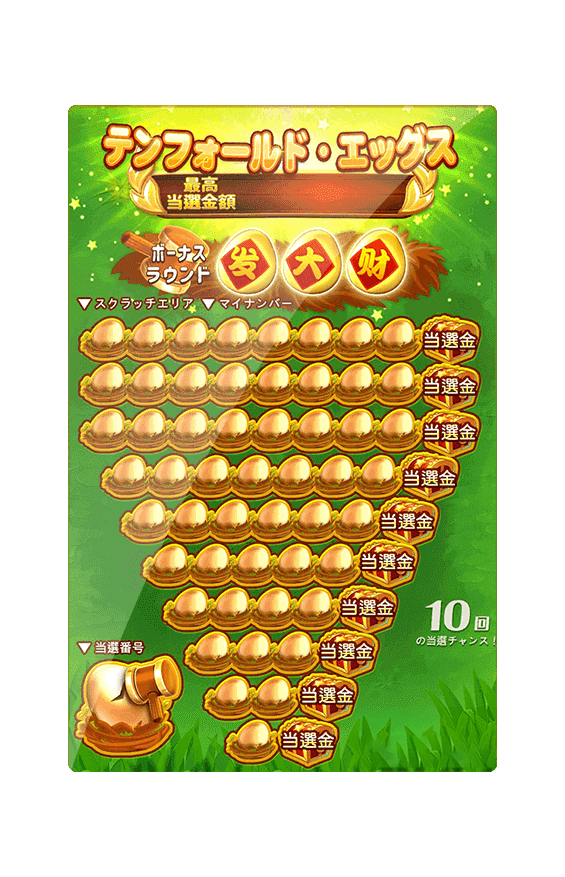 テンフォールド・エッグス
最高
当選金額
ボーナス
ラウンド
发 大 财
▼スクラッチエリア ▼マイナンバー
当選金
当選金
当選金
当選金
当選金
当選金
当選金
当選金
当選金
当選金
10回
の当選チャンス！
▼当選番号